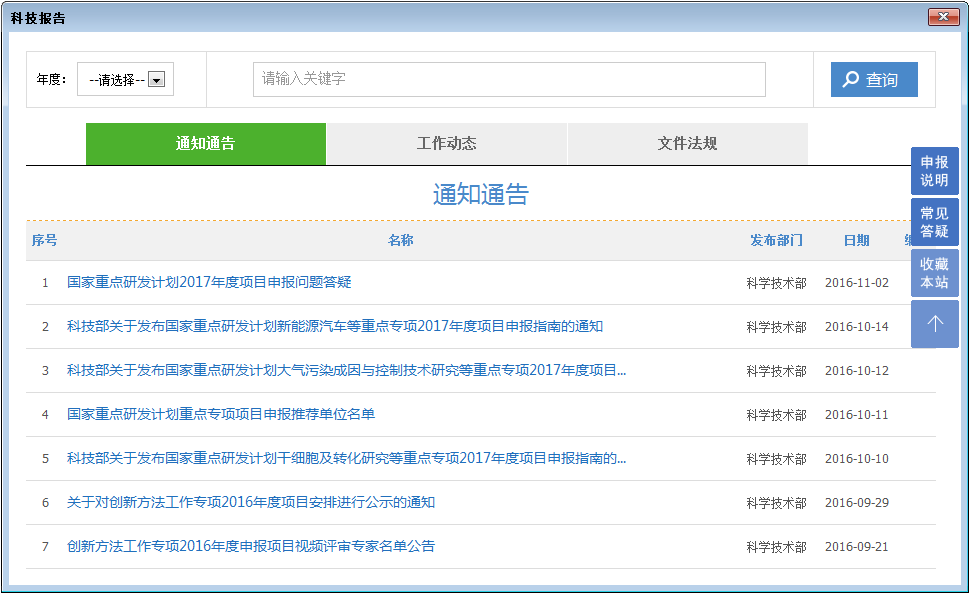 科技报告
年度： --请选择-- 请输入关键字 查询
通知通告 工作动态 文件法规
通知通告
序号 名称 发布部门 日期
1 国家重点研发计划2017年度项目申报问题答疑 科学技术部 2016-11-02
2 科技部关于发布国家重点研发计划新能源汽车等重点专项2017年度项目申报指南的通知 科学技术部 2016-10-14
3 科技部关于发布国家重点研发计划大气污染成因与控制技术研究等重点专项2017年度项目... 科学技术部 2016-10-12
4 国家重点研发计划重点专项项目申报推荐单位名单 科学技术部 2016-10-11
5 科技部关于发布国家重点研发计划干细胞及转化研究等重点专项2017年度项目申报指南的... 科学技术部 2016-10-10
6 关于对创新方法工作专项2016年度项目安排进行公示的通知 科学技术部 2016-09-29
7 创新方法工作专项2016年度申报项目视频评审专家名单公告 科学技术部 2016-09-21
申报
说明
常见
答疑
收藏
本站